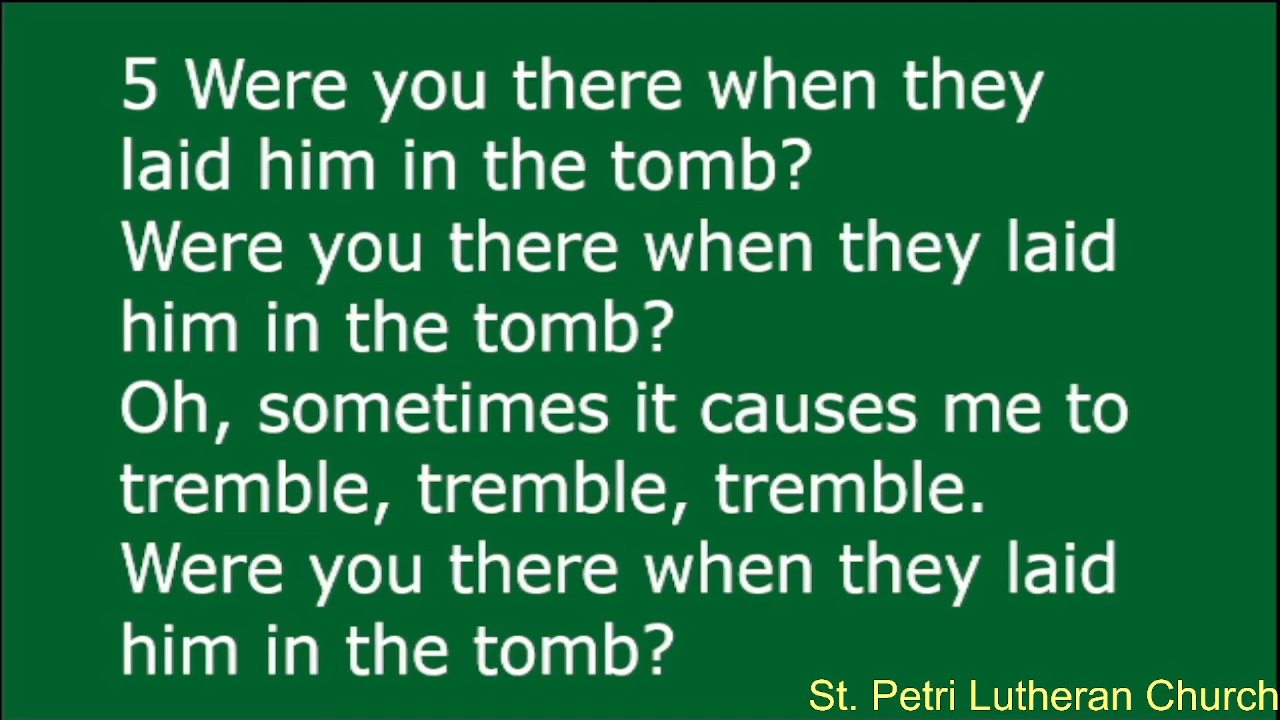 5 Were you there when they
laid him in the tomb?
Were you there when they laid
him in the tomb?
Oh, sometimes it causes me to
tremble, tremble, tremble.
Were you there when they laid
him in the tomb?
St. Petri Lutheran Church